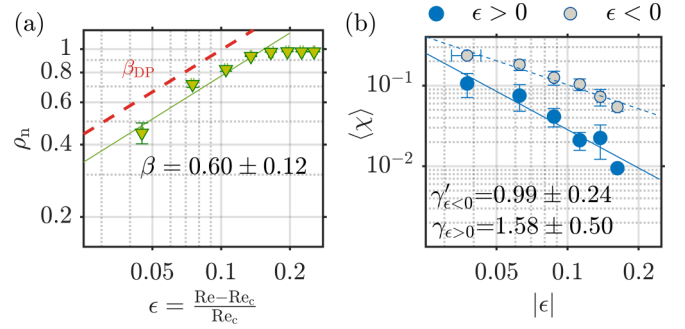 (a)
ρn
1
0.8
0.6
0.4
0.2
βDP
β = 0.60 ± 0.12
0.05
0.1
0.2
ϵ = Re−Rec/Rec
(b)
ϵ > 0
ϵ < 0
⟨χ⟩
10−1
10−2
γ′ϵ<0=0.99 ± 0.24
γϵ>0=1.58 ± 0.50
0.05
0.1
0.2
|ϵ|